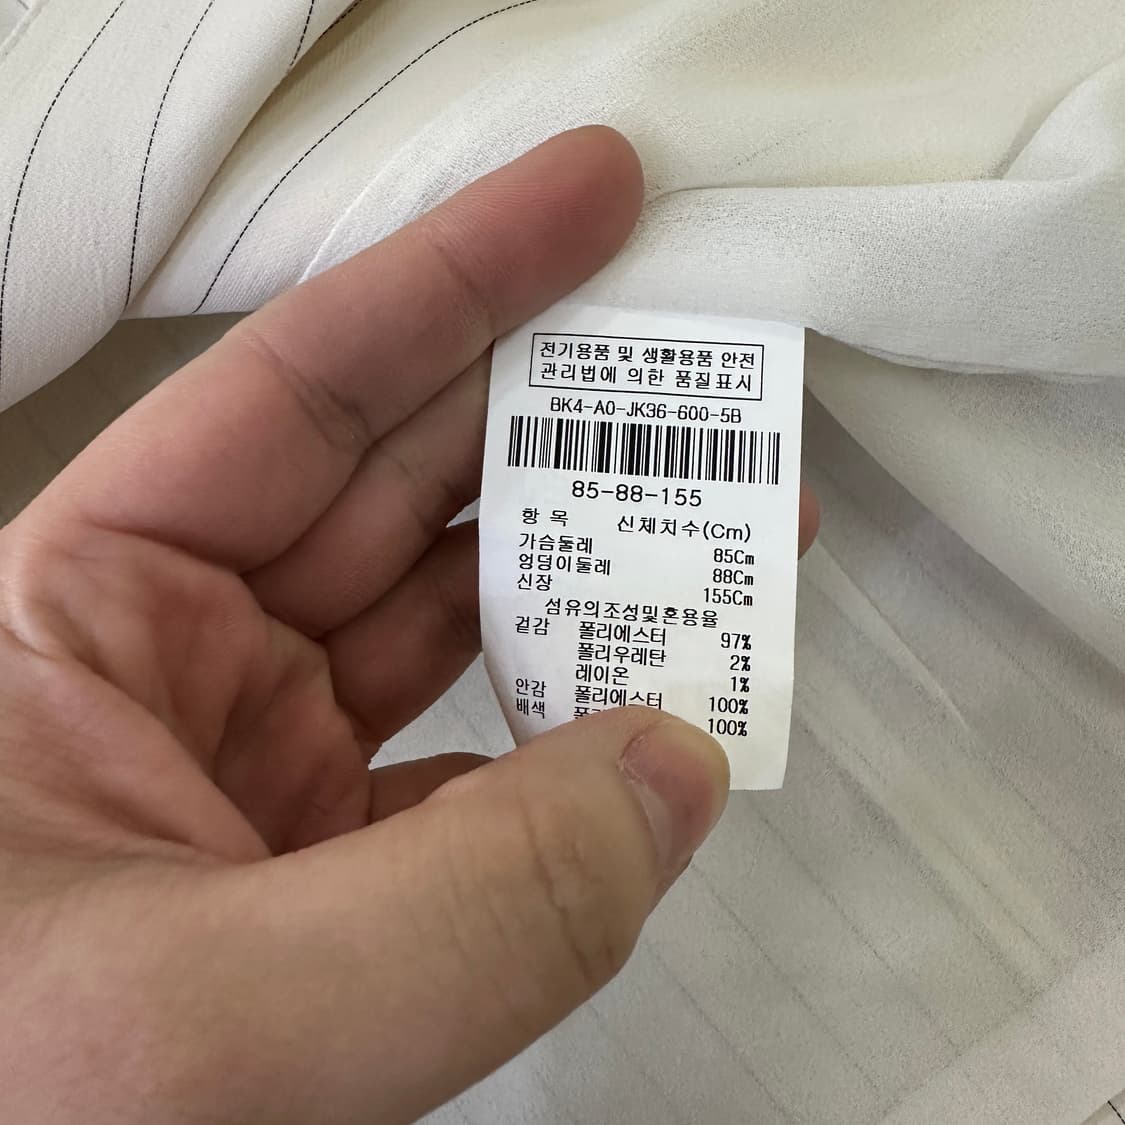 전기용품 및 생활용품 안전
관리법에 의한 품질표시
BK4-A0-JK36-600-5B
85-88-155
항 목 신체치수(Cm)
가슴둘레 85Cm
엉덩이둘레 88Cm
신장 155Cm
섬유의조성및혼용율
겉감 폴리에스터 97%
폴리우레탄 2%
레이온 1%
안감 폴리에스터 100%
배색 100%